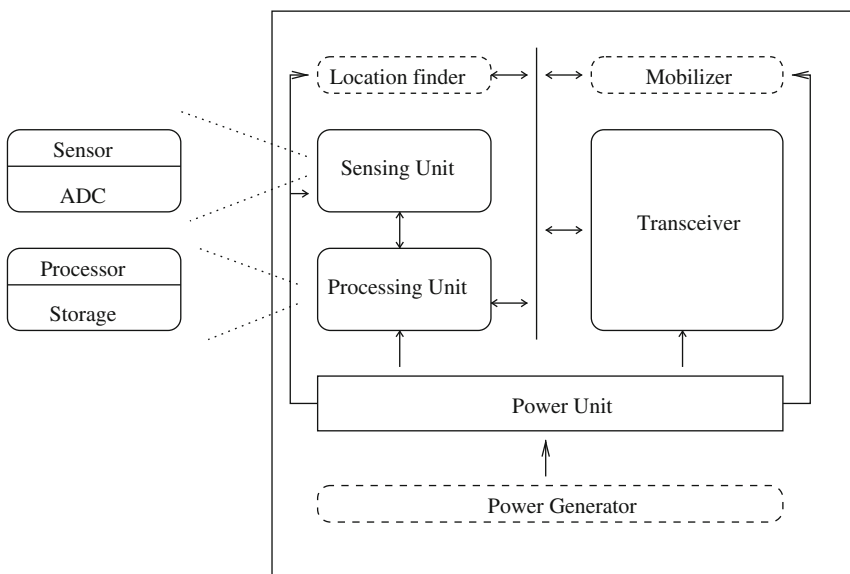 Location finder
Mobilizer
Sensor
ADC
Sensing Unit
Transceiver
Processor
Storage
Processing Unit
Power Unit
Power Generator